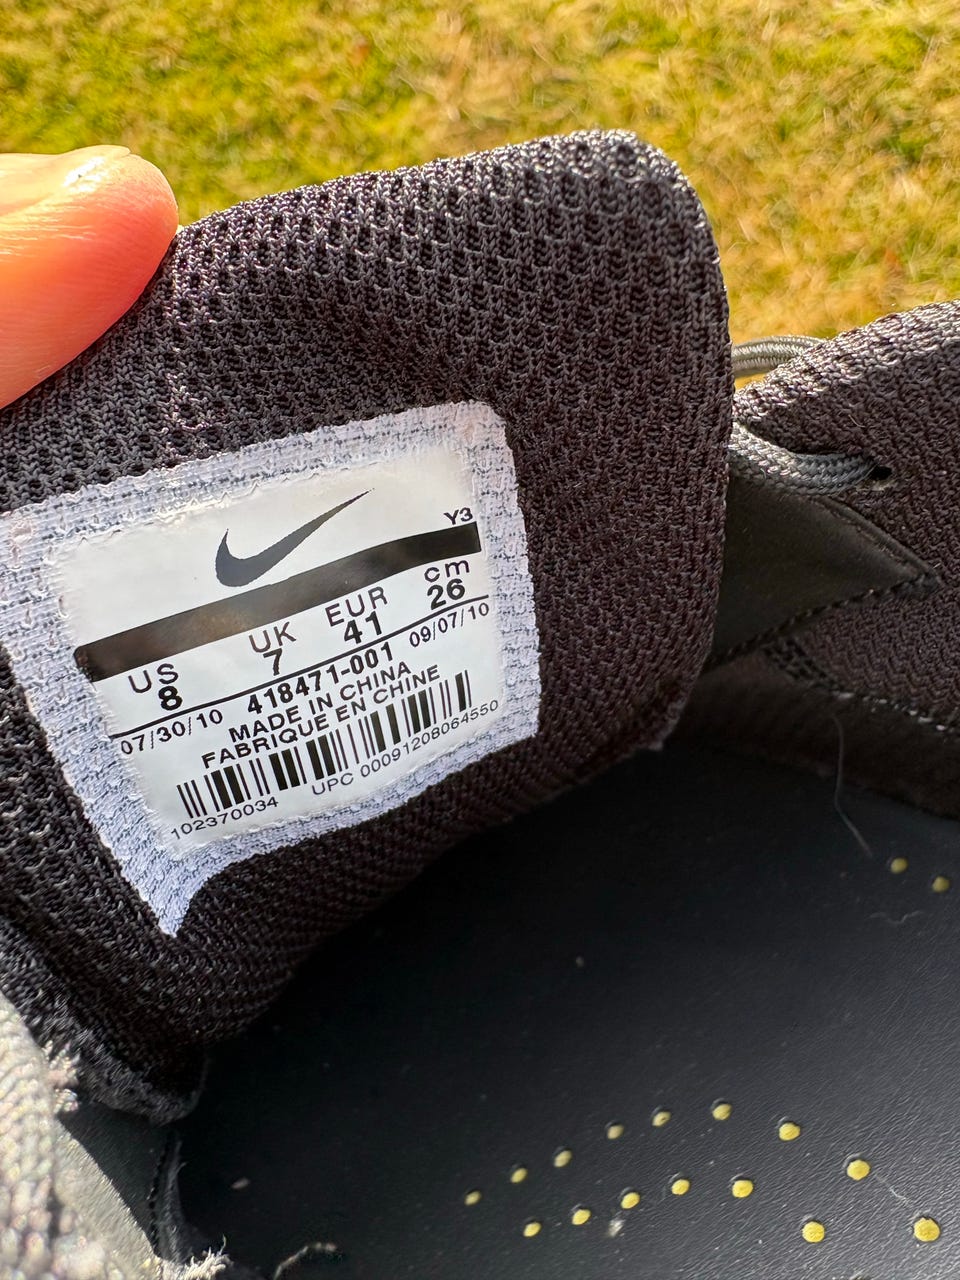 Y3
US UK EUR cm
8 7 41 26
07/30/10 418471-001 09/07/10
MADE IN CHINA
FABRIQUE EN CHINE
102370034 UPC 00091208064550